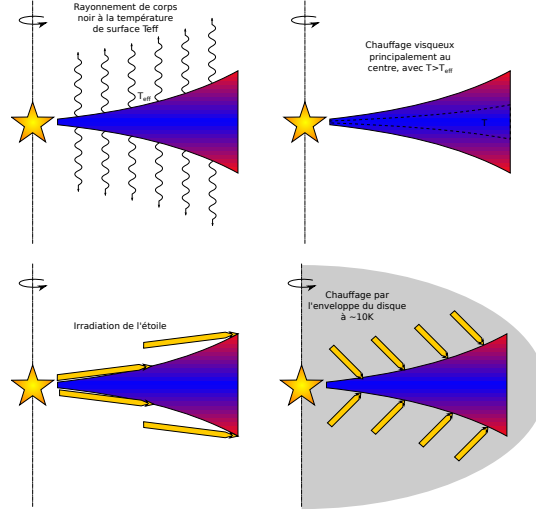 Rayonnement de corps
noir à la température
de surface Teff
Teff
Chauffage visqueux
principalement au
centre, avec T>Teff
T
Irradiation de l'étoile
Chauffage par
l'enveloppe du disque
à ~10K